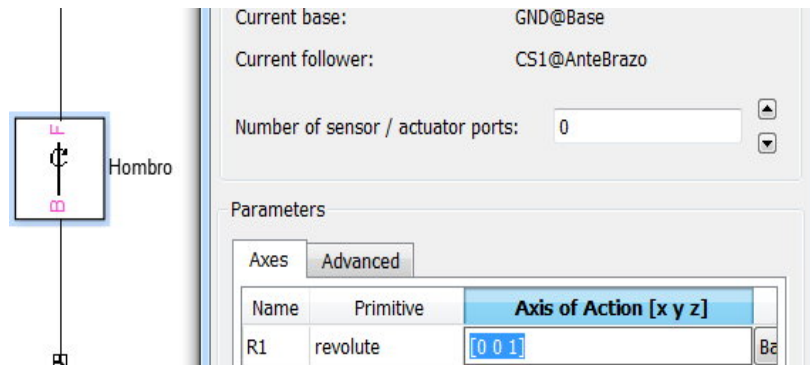 Current base: GND@Base
Current follower: CS1@AnteBrazo
Number of sensor / actuator ports: 0
F
Hombro
B
Parameters
Axes Advanced
Name Primitive Axis of Action [x y z]
R1 revolute [0 0 1] Ba